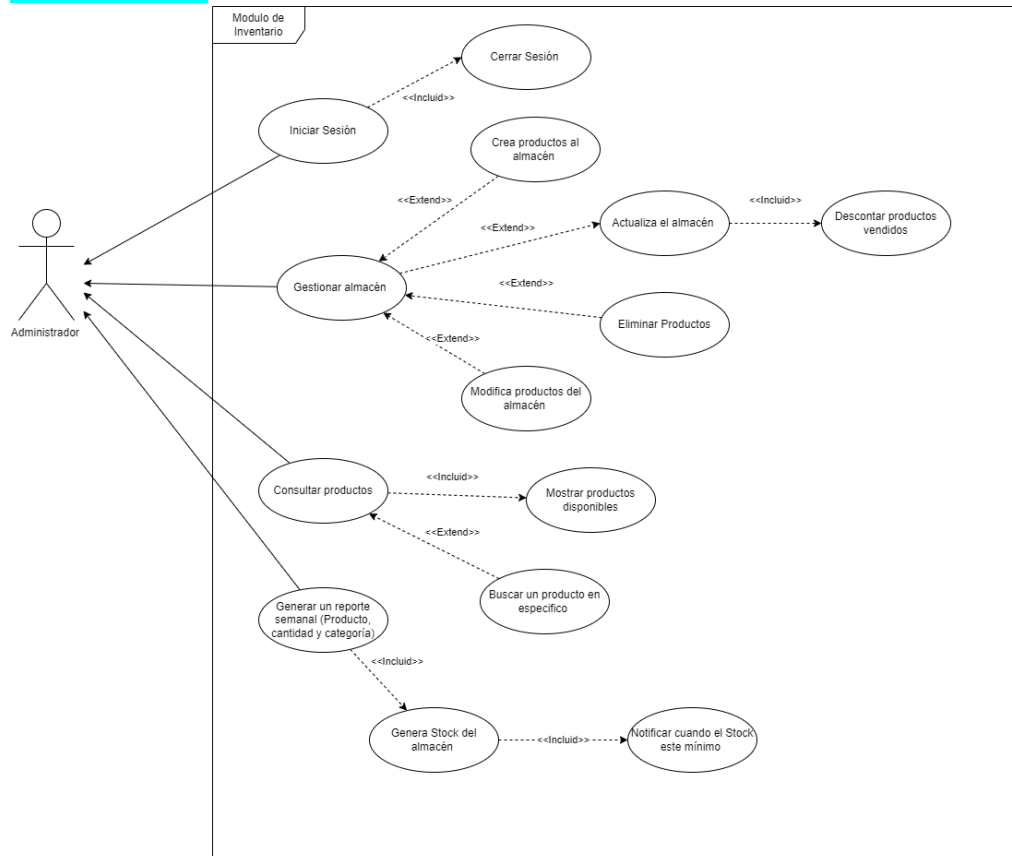 Modulo de
Inventario
Cerrar Sesión
<<Incluid>>
Iniciar Sesión
Crea productos al
almacén
<<Extend>>
<<Incluid>>
Actualiza el almacén
Descontar productos
vendidos
<<Extend>>
Gestionar almacén
<<Extend>>
Eliminar Productos
Administrador
<<Extend>>
Modifica productos del
almacén
<<Incluid>>
Consultar productos
Mostrar productos
disponibles
<<Extend>>
Buscar un producto en
especifico
Generar un reporte
semanal (Producto,
cantidad y categoría)
<<Incluid>>
Genera Stock del
almacén
<<Incluid>>
Notificar cuando el Stock
este mínimo